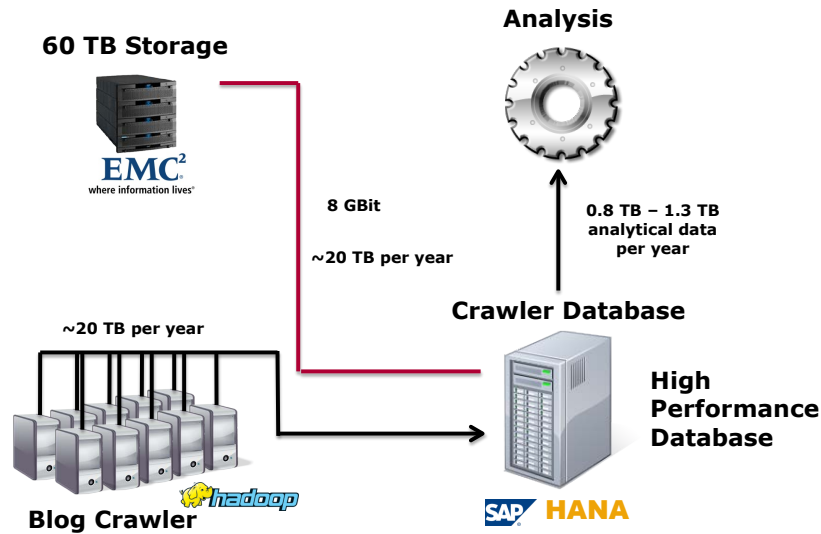 Analysis
60 TB Storage
EMC²
where information lives®
8 GBit
~20 TB per year
0.8 TB – 1.3 TB
analytical data
per year
Crawler Database
~20 TB per year
High
Performance
Database
hadoop
Blog Crawler
SAP HANA